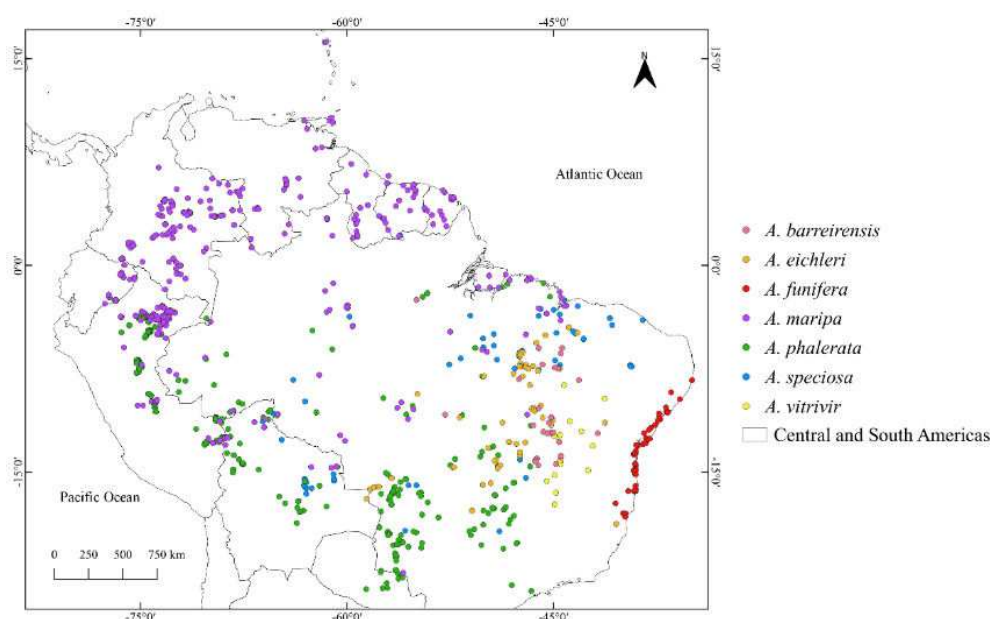 -75°0' -60°0' -45°0'
15°0' 15°0'
N
Atlantic Ocean
A. barreirensis
A. eichleri
0°0'0 0°0'0
A. funifera
A. maripa
A. phalerata
A. speciosa
A. vitrivir
Central and South Americas
-15°0' -15°0'
Pacific Ocean
0 250 500 750 km
-75°0' -60°0' -45°0'